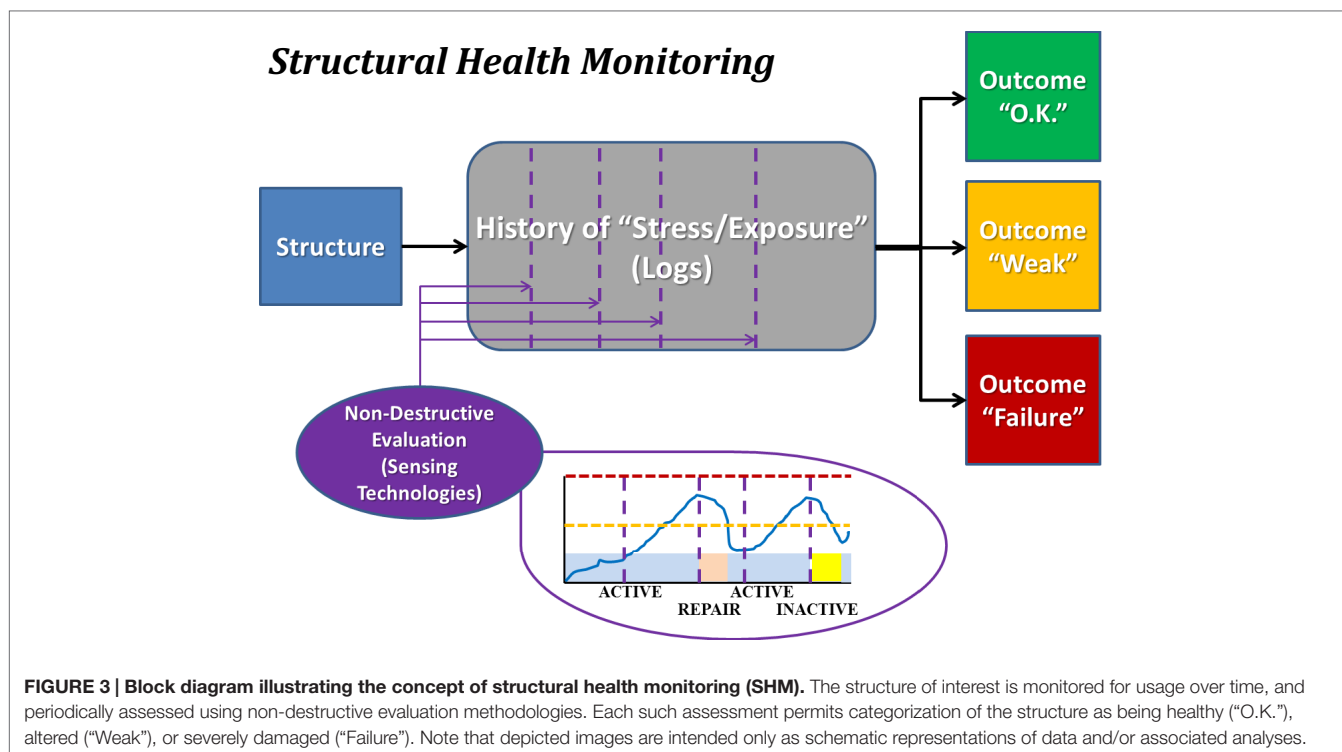 Structural Health Monitoring
Structure
History of “Stress/Exposure”
(Logs)
Outcome
“O.K.”
Outcome
“Weak”
Outcome
“Failure”
Non-Destructive
Evaluation
(Sensing
Technologies)
ACTIVE
REPAIR
ACTIVE
INACTIVE
FIGURE 3 | Block diagram illustrating the concept of structural health monitoring (SHM). The structure of interest is monitored for usage over time, and
periodically assessed using non-destructive evaluation methodologies. Each such assessment permits categorization of the structure as being healthy (“O.K.”),
altered (“Weak”), or severely damaged (“Failure”). Note that depicted images are intended only as schematic representations of data and/or associated analyses.